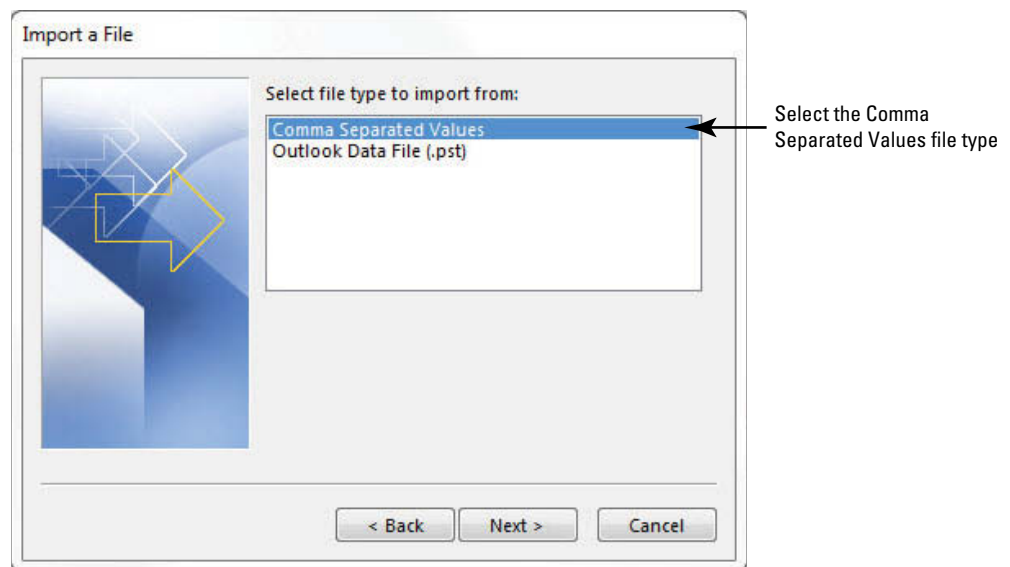 Import a File
Select file type to import from:
Comma Separated Values
Outlook Data File (.pst)
Select the Comma
Separated Values file type
< Back
Next >
Cancel